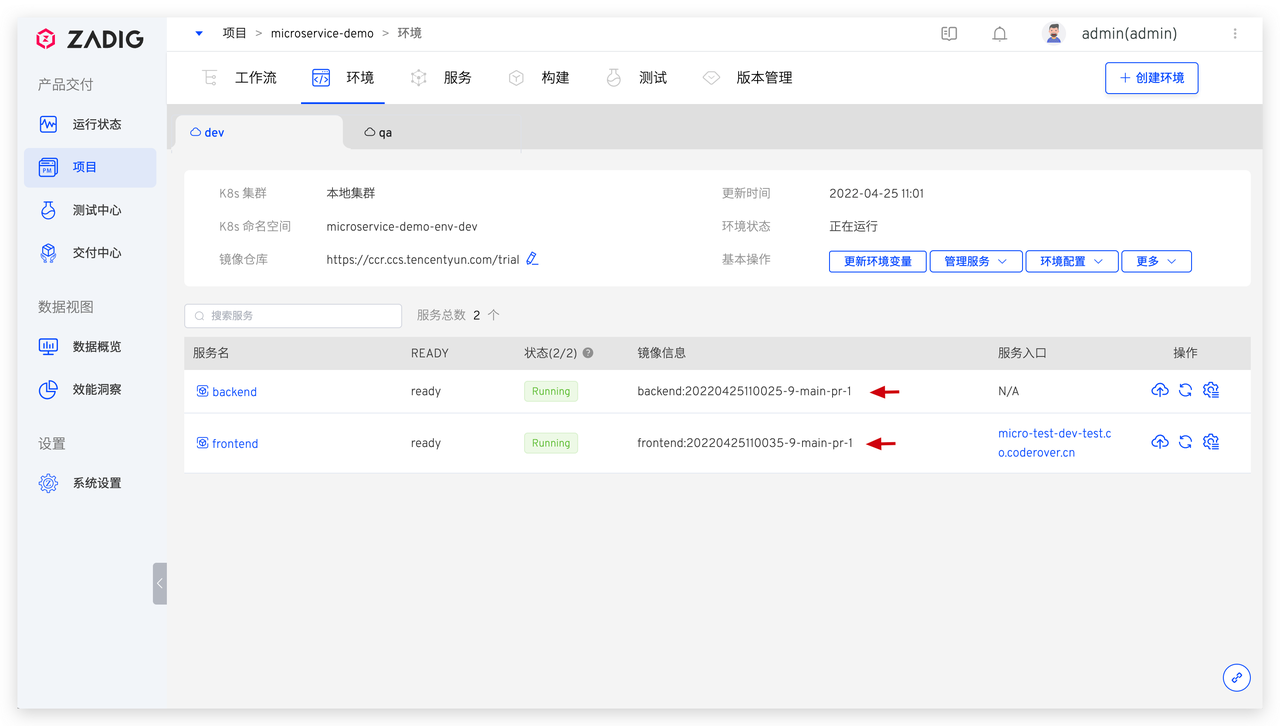 ZADIG
产品交付
运行状态
项目
测试中心
交付中心
数据视图
数据概览
效能洞察
设置
系统设置
项目 > microservice-demo > 环境
admin(admin)
工作流 环境 服务 构建 测试 版本管理
+ 创建环境
dev qa
K8s 集群 本地集群 更新时间 2022-04-25 11:01
K8s 命名空间 microservice-demo-env-dev 环境状态 正在运行
镜像仓库 https://ccr.ccs.tencentyun.com/trial 基本操作 更新环境变量 管理服务 环境配置 更多
搜索服务 服务总数 2 个
服务名 READY 状态(2/2) ? 镜像信息 服务入口 操作
backend ready Running backend:20220425110025-9-main-pr-1 N/A
frontend ready Running frontend:20220425110035-9-main-pr-1 micro-test-dev-test.c
o.coderover.cn